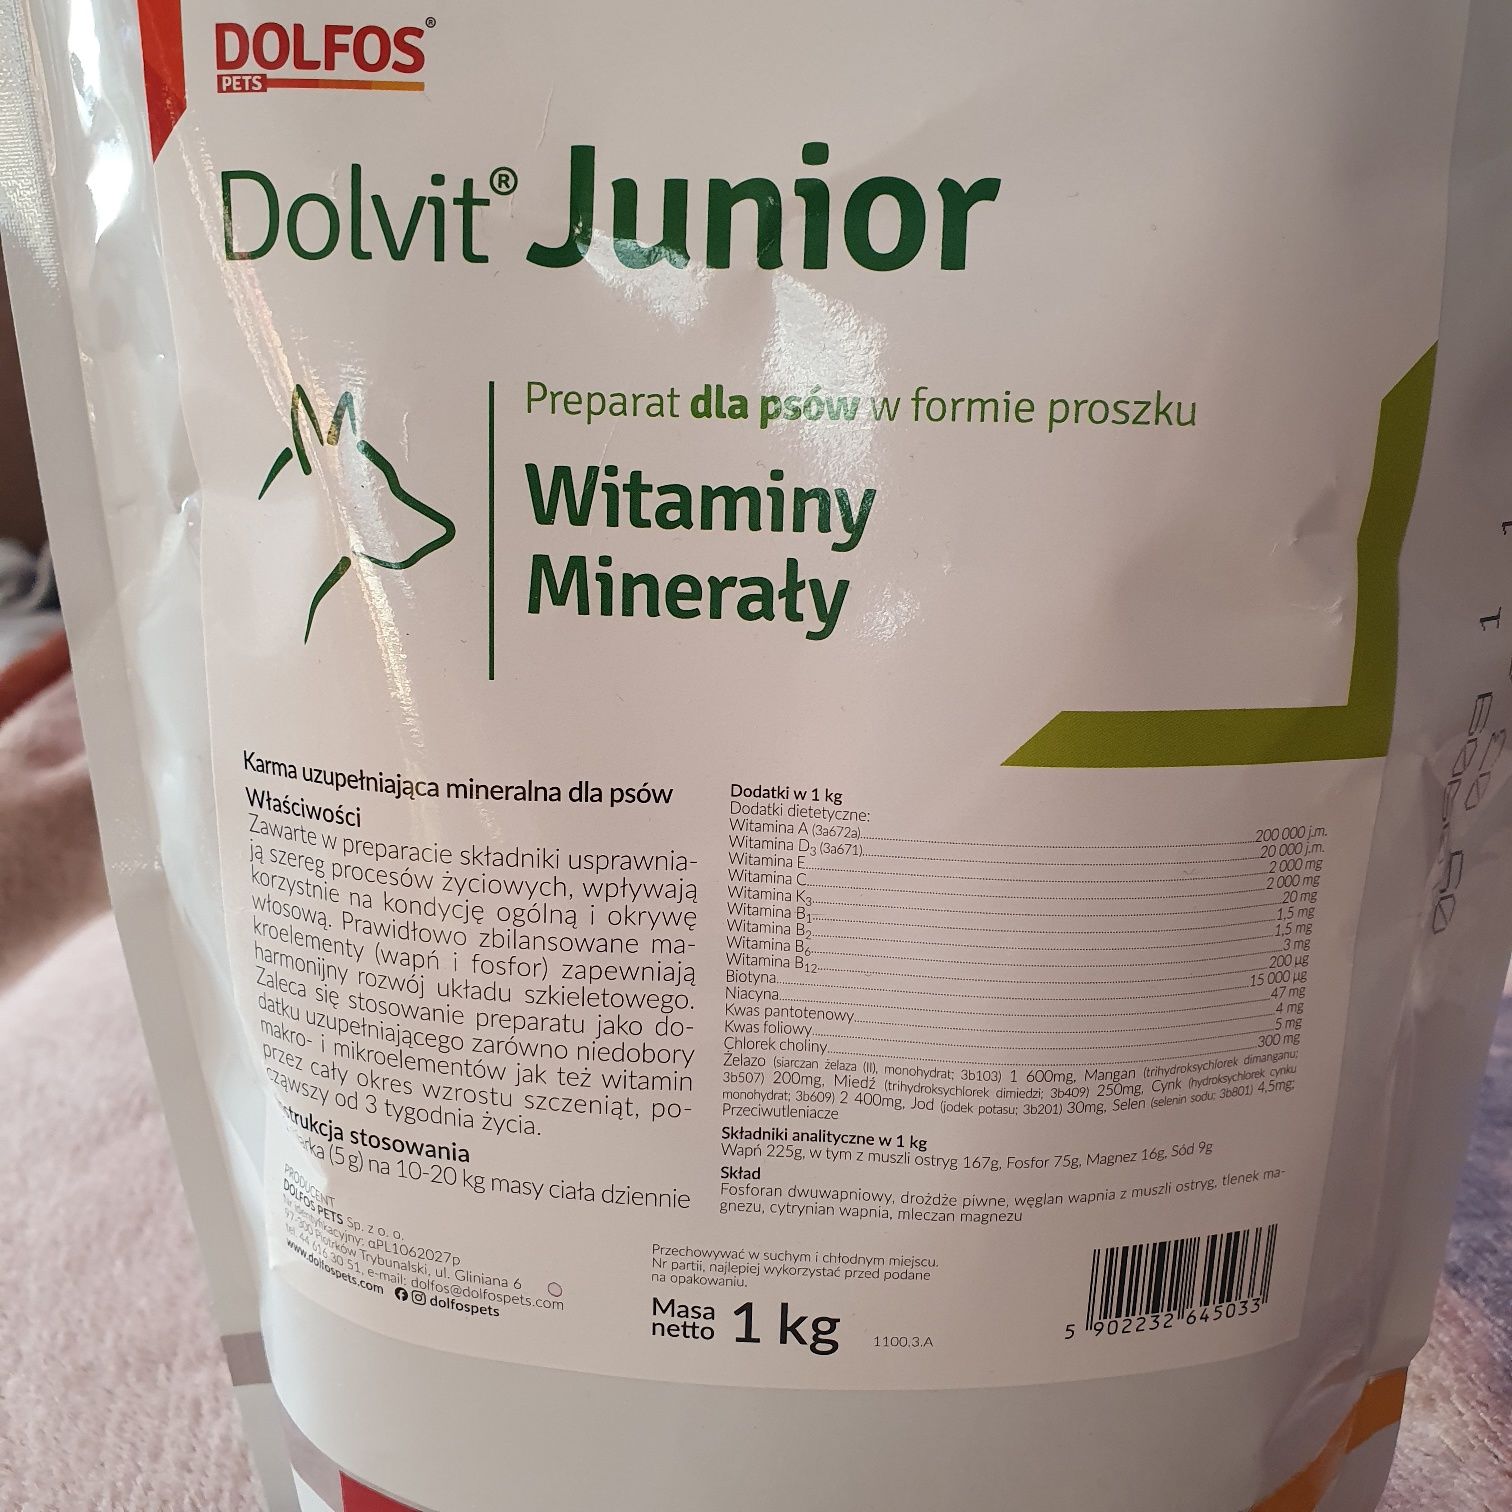 DOLFOS®
PETS
Dolvit® Junior
Preparat dla psów w formie proszku
Witaminy
Minerały
Karma uzupełniająca mineralna dla psów
Właściwości
Zawarte w preparacie składniki usprawnia-
ją szereg procesów życiowych, wpływają
korzystnie na kondycję ogólną i okrywę
włosową. Prawidłowo zbilansowane ma-
kroelementy (wapń i fosfor) zapewniają
harmonijny rozwój układu szkieletowego.
Zaleca się stosowanie preparatu jako do-
datku uzupełniającego zarówno niedobory
makro- i mikroelementów jak też witamin
przez cały okres wzrostu szczeniąt, po-
cząwszy od 3 tygodnia życia.
strukcja stosowania
arka (5 g) na 10-20 kg masy ciała dziennie
PRODUCENT
DOLFOS PETS Sp. z o. o.
Nr identyfikacyjny: αPL1062027p
97-300 Piotrków Trybunalski, ul. Gliniana 6
tel. 44 616 30 51, e-mail: dolfos@dolfospets.com
www.dolfospets.com dolfospets
Dodatki w 1 kg
Dodatki dietetyczne:
Witamina A (3a672a) 200 000 j.m.
Witamina D3 (3a671) 20 000 j.m.
Witamina E 2 000 mg
Witamina C 2 000 mg
Witamina K3 20 mg
Witamina B1 1,5 mg
Witamina B2 1,5 mg
Witamina B6 3 mg
Witamina B12 200 µg
Biotyna 15 000 µg
Niacyna 47 mg
Kwas pantotenowy 4 mg
Kwas foliowy 5 mg
Chlorek choliny 300 mg
Żelazo (siarczan żelaza (II), monohydrat; 3b103) 1 600mg, Mangan (trihydroksychlorek dimanganu;
3b507) 200mg, Miedź (trihydroksychlorek dimiedzi; 3b409) 250mg, Cynk (hydroksychlorek cynku
monohydrat; 3b609) 2 400mg, Jod (jodek potasu; 3b201) 30mg, Selen (selenin sodu; 3b801) 4,5mg;
Przeciwutleniacze
Składniki analityczne w 1 kg
Wapń 225g, w tym z muszli ostryg 167g, Fosfor 75g, Magnez 16g, Sód 9g
Skład
Fosforan dwuwapniowy, drożdże piwne, węglan wapnia z muszli ostryg, tlenek ma-
gnezu, cytrynian wapnia, mleczan magnezu
Przechowywać w suchym i chłodnym miejscu.
Nr partii, najlepiej wykorzystać przed podane
na opakowaniu.
Masa
netto 1 kg
1100.3.A
5 902232 645033